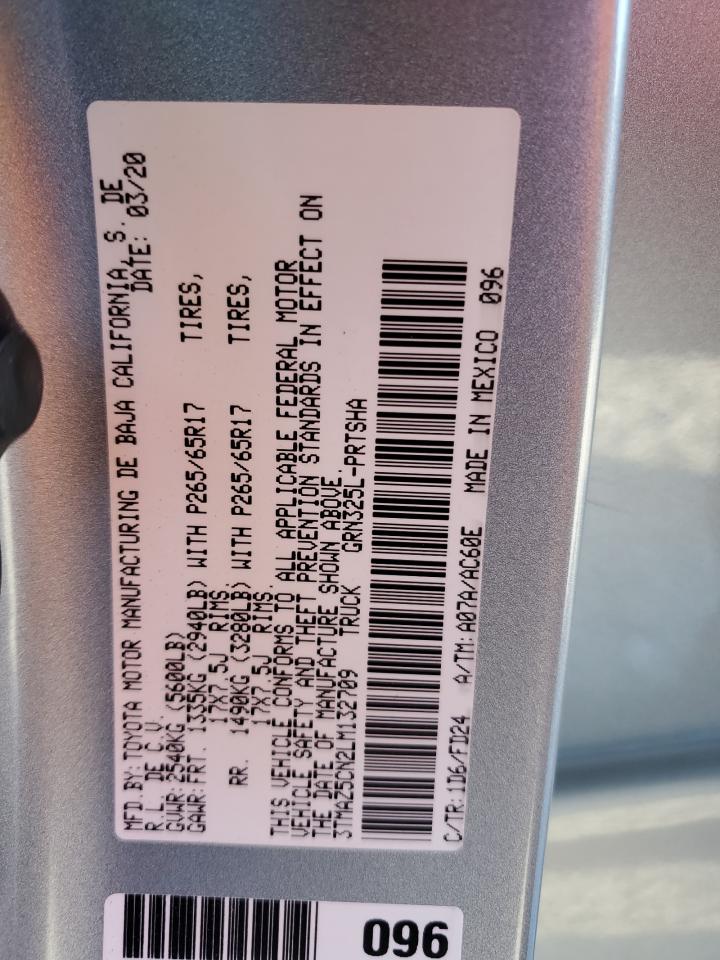 MFD.BY:TOYOTA MOTOR MANUFACTURING DE BAJA CALIFORNIA, S. DE
R.L. DE C.V. DATE: 03/20
GVWR:2540KG (5600LB)
GAWR:FRT. 1335KG (2940LB) WITH P265/65R17 TIRES,
17X7.5J RIMS.
RR. 1490KG (3280LB) WITH P265/65R17 TIRES,
17X7.5J RIMS.
THIS VEHICLE CONFORMS TO ALL APPLICABLE FEDERAL MOTOR
VEHICLE SAFETY AND THEFT PREVENTION STANDARDS IN EFFECT ON
THE DATE OF MANUFACTURE SHOWN ABOVE.
3TMAZ5CN2LM132709 TRUCK GRN325L-PRTSHA
C/TR:1D6/FD24 A/TM:A07A/AC60E MADE IN MEXICO 096
096